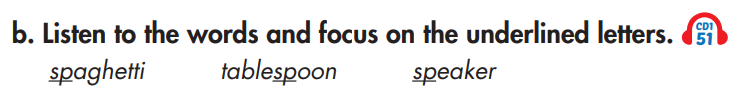 b. Listen to the words and focus on the underlined letters. CD1 51
spaghetti tablespoon speaker